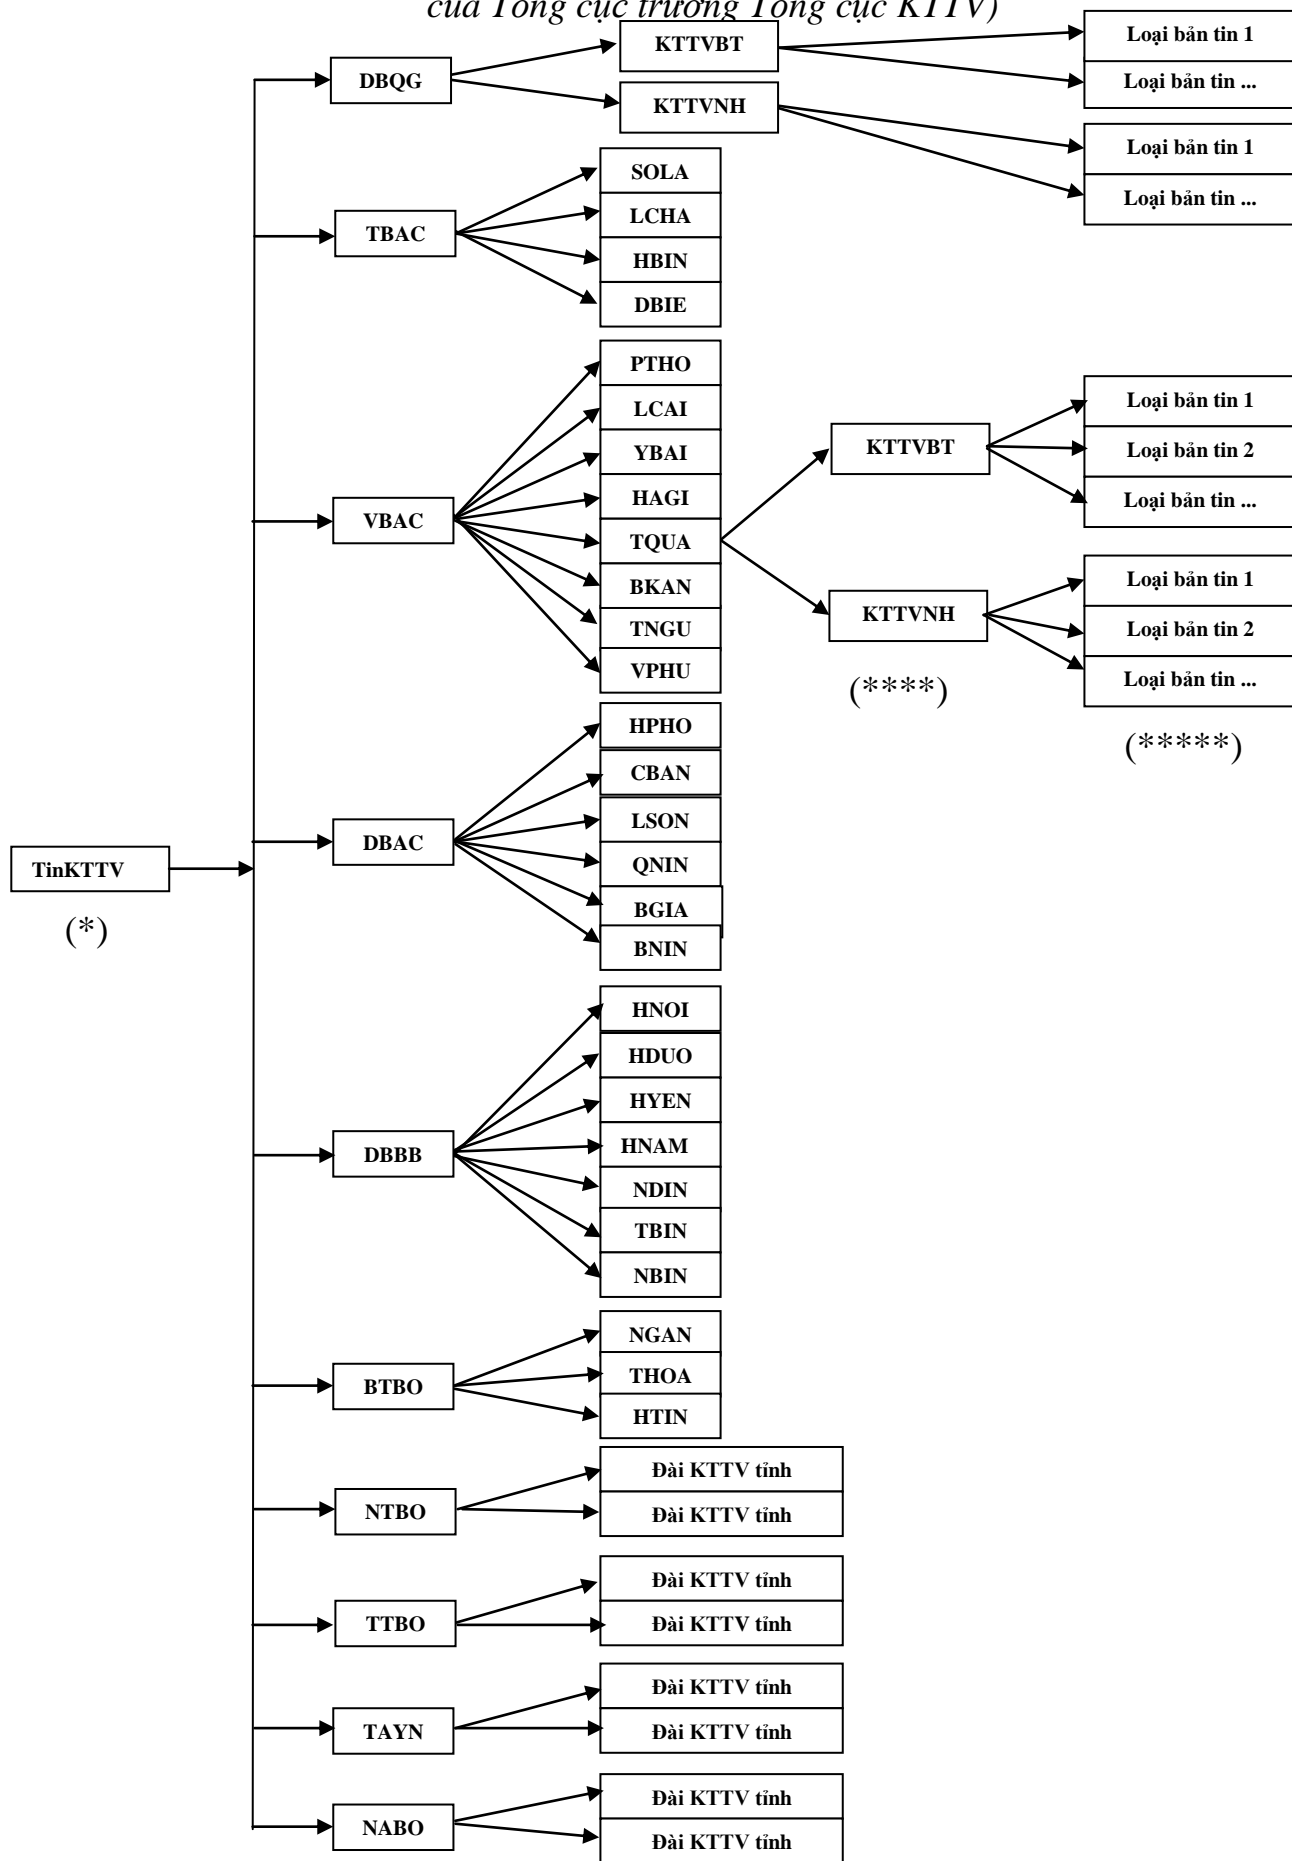 của Tổng cục trưởng Tổng cục KTTV)
KTTVBT
Loại bản tin 1
DBQG
Loại bản tin ...
KTTVNH
Loại bản tin 1
Loại bản tin ...
SOLA
LCHA
TBAC
HBIN
DBIE
PTHO
LCAI
Loại bản tin 1
YBAI
KTTVBT
Loại bản tin 2
HAGI
Loại bản tin ...
VBAC
TQUA
BKAN
Loại bản tin 1
TNGU
KTTVNH
Loại bản tin 2
VPHU
Loại bản tin ...
(****)
HPHO
(*****)
CBAN
LSON
DBAC
QNIN
TinKTTV
BGIA
(*)
BNIN
HNOI
HDUO
HYEN
HNAM
DBBB
NDIN
TBIN
NBIN
NGAN
THOA
BTBO
HTIN
Đài KTTV tỉnh
NTBO
Đài KTTV tỉnh
Đài KTTV tỉnh
TTBO
Đài KTTV tỉnh
Đài KTTV tỉnh
TAYN
Đài KTTV tỉnh
Đài KTTV tỉnh
NABO
Đài KTTV tỉnh